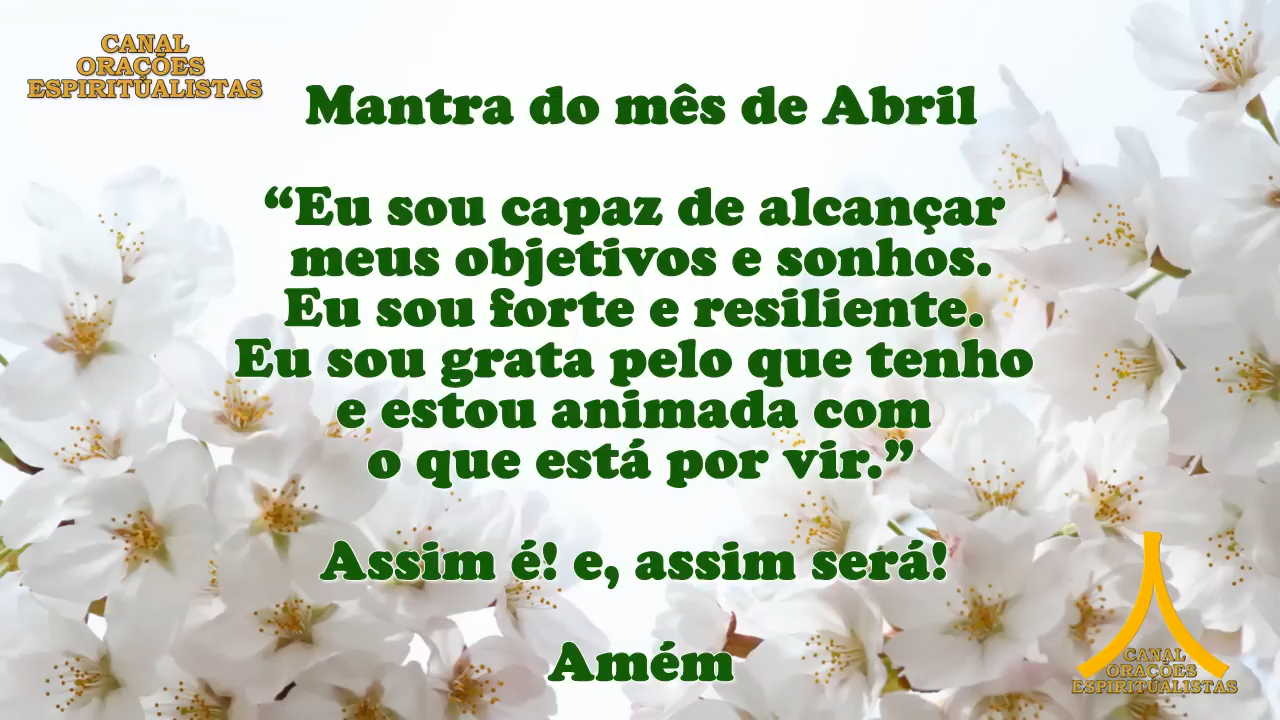 CANAL
ORAÇÕES
ESPIRITUALISTAS
Mantra do mês de Abril
“Eu sou capaz de alcançar
meus objetivos e sonhos.
Eu sou forte e resiliente.
Eu sou grata pelo que tenho
e estou animada com
o que está por vir.”
Assim é! e, assim será!
Amém
CANAL
ORAÇÕES
ESPIRITUALISTAS